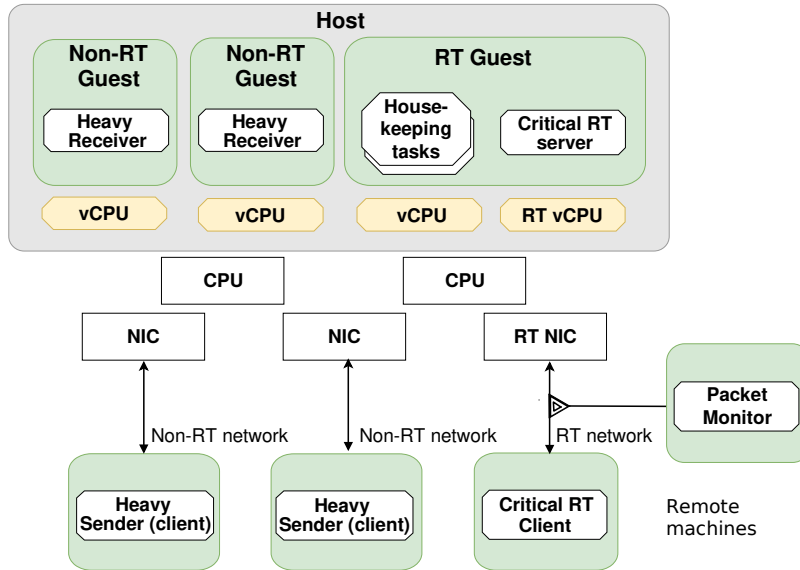 Host
Non-RT
Guest
Non-RT
Guest
RT Guest
Heavy
Receiver
Heavy
Receiver
House-
keeping
tasks
Critical RT
server
vCPU
vCPU
vCPU
RT vCPU
CPU
CPU
NIC
NIC
RT NIC
Packet
Monitor
Non-RT network
Non-RT network
RT network
Heavy
Sender (client)
Heavy
Sender (client)
Critical RT
Client
Remote
machines